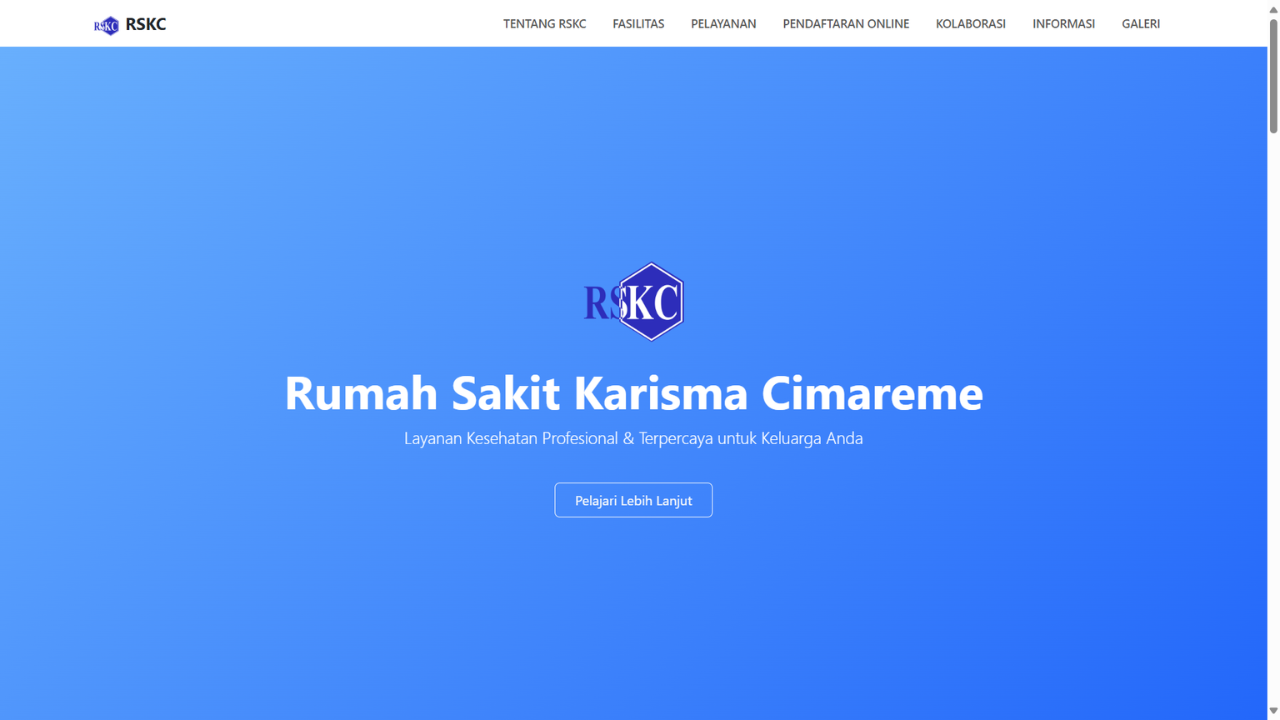 RSKC RSKC TENTANG RSKC FASILITAS PELAYANAN PENDAFTARAN ONLINE KOLABORASI INFORMASI GALERI
RSKC
Rumah Sakit Karisma Cimareme
Layanan Kesehatan Profesional & Terpercaya untuk Keluarga Anda
Pelajari Lebih Lanjut